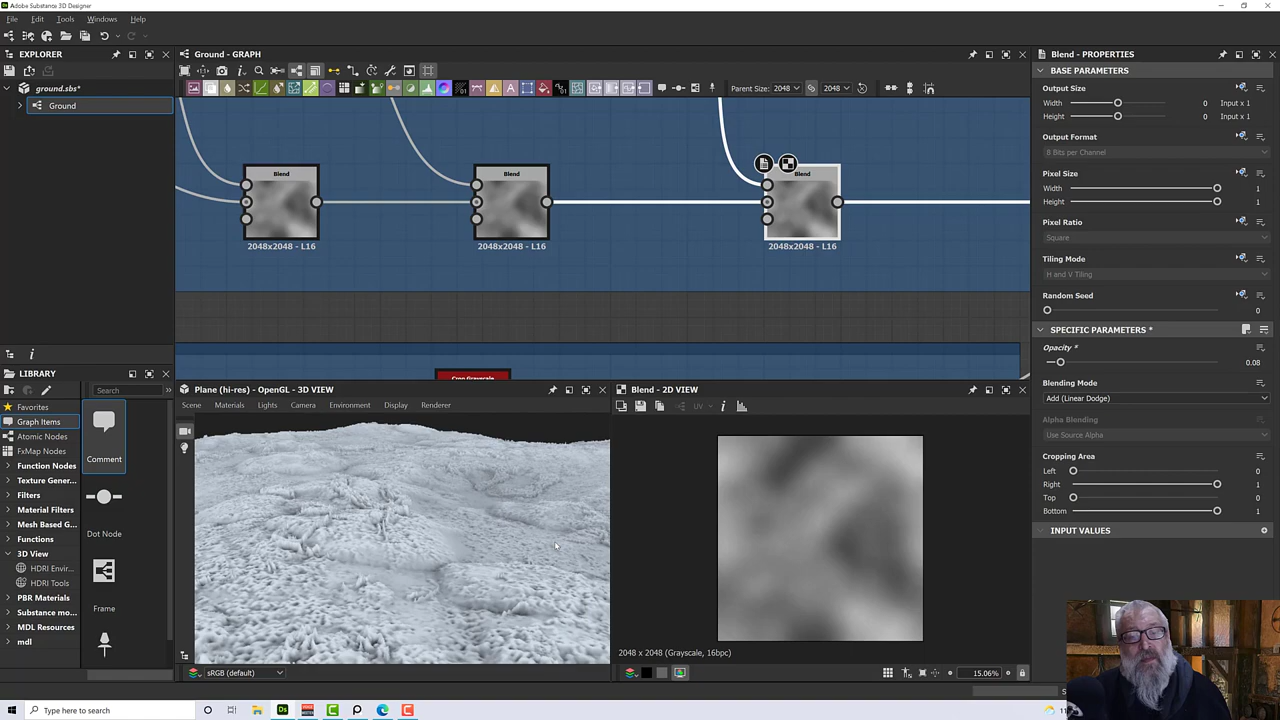 Adobe Substance 3D Designer
File Edit Tools Windows Help
EXPLORER
ground.sbs*
Ground
Ground - GRAPH
Parent Size: 2048 2048
Blend
2048x2048 - L16
Blend
2048x2048 - L16
Blend
2048x2048 - L16
Crop Grayscale
LIBRARY
Search
Favorites
Graph Items
Atomic Nodes
FxMap Nodes
Function Nodes
Texture Gener...
Filters
Material Filters
Mesh Based G...
Functions
3D View
HDRI Envir...
HDRI Tools
PBR Materials
Substance mo...
MDL Resources
mdl
Comment
Dot Node
Frame
Plane (hi-res) - OpenGL - 3D VIEW
Scene Materials Lights Camera Environment Display Renderer
sRGB (default)
Blend - 2D VIEW
UV
2048 x 2048 (Grayscale, 16bpc)
15.06%
Blend - PROPERTIES
BASE PARAMETERS
Output Size
Width 0 Input x 1
Height 0 Input x 1
Output Format
8 Bits per Channel
Pixel Size
Width 1
Height 1
Pixel Ratio
Square
Tiling Mode
H and V Tiling
Random Seed
0
SPECIFIC PARAMETERS *
Opacity *
0.08
Blending Mode
Add (Linear Dodge)
Alpha Blending
Use Source Alpha
Cropping Area
Left 0
Right 1
Top 0
Bottom 1
INPUT VALUES
Type here to search